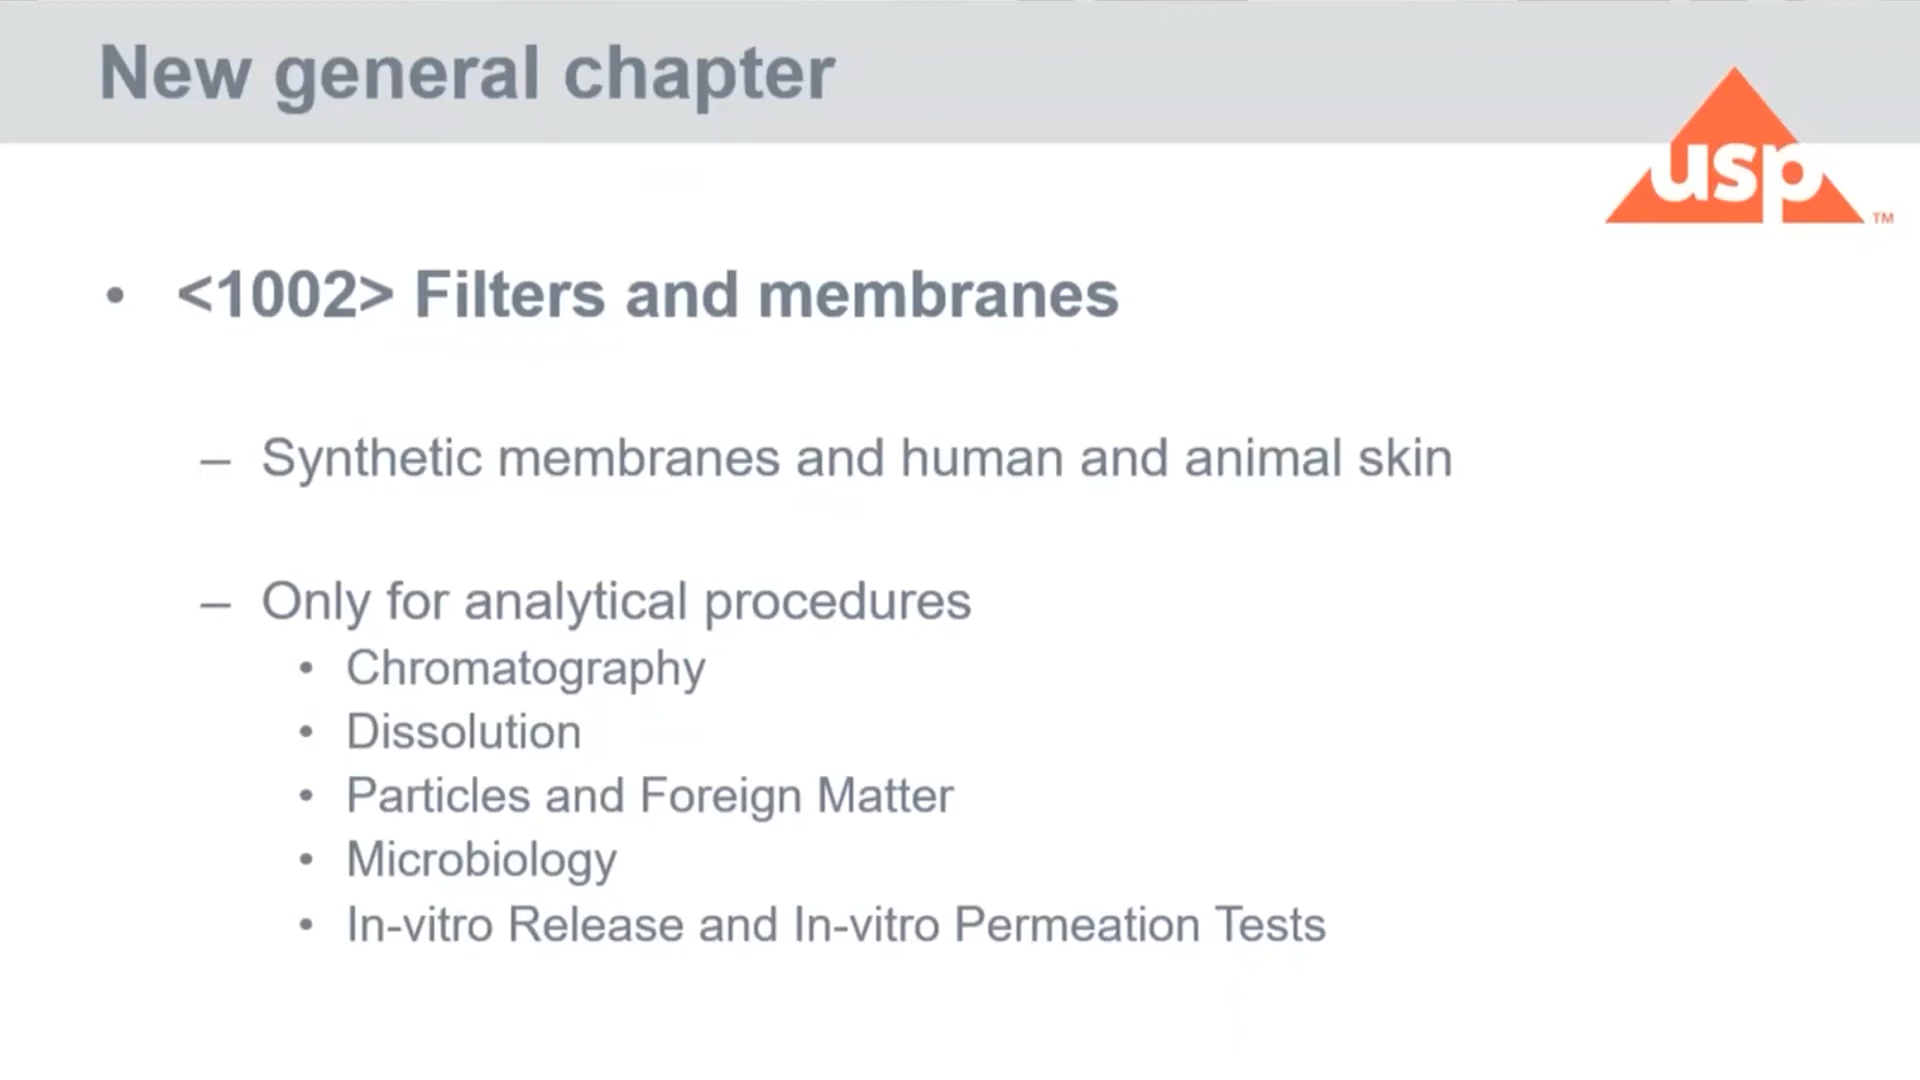 New general chapter
usp TM
• <1002> Filters and membranes
– Synthetic membranes and human and animal skin
– Only for analytical procedures
• Chromatography
• Dissolution
• Particles and Foreign Matter
• Microbiology
• In-vitro Release and In-vitro Permeation Tests